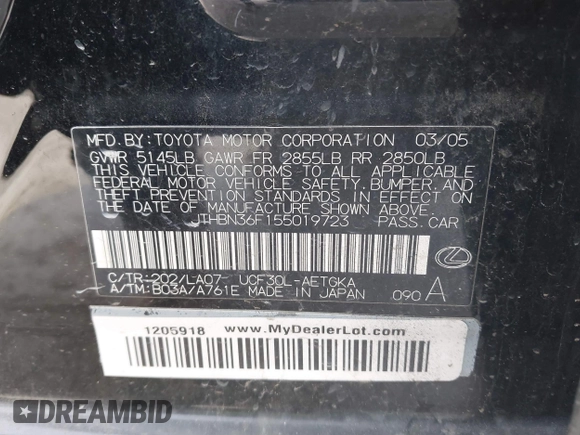 MFD. BY: TOYOTA MOTOR CORPORATION 03/05
GVWR 5145LB GAWR FR 2855LB RR 2850LB
THIS VEHICLE CONFORMS TO ALL APPLICABLE
FEDERAL MOTOR VEHICLE SAFETY, BUMPER, AND
THEFT PREVENTION STANDARDS IN EFFECT ON
THE DATE OF MANUFACTURE SHOWN ABOVE.
JTHBN36F155019723 PASS. CAR
C/TR: 202/LA07- UCF30L-AETGKA
A/TM: B03A/A761E MADE IN JAPAN 090 A
1205918 www.MyDealerLot.com
DREAMBID